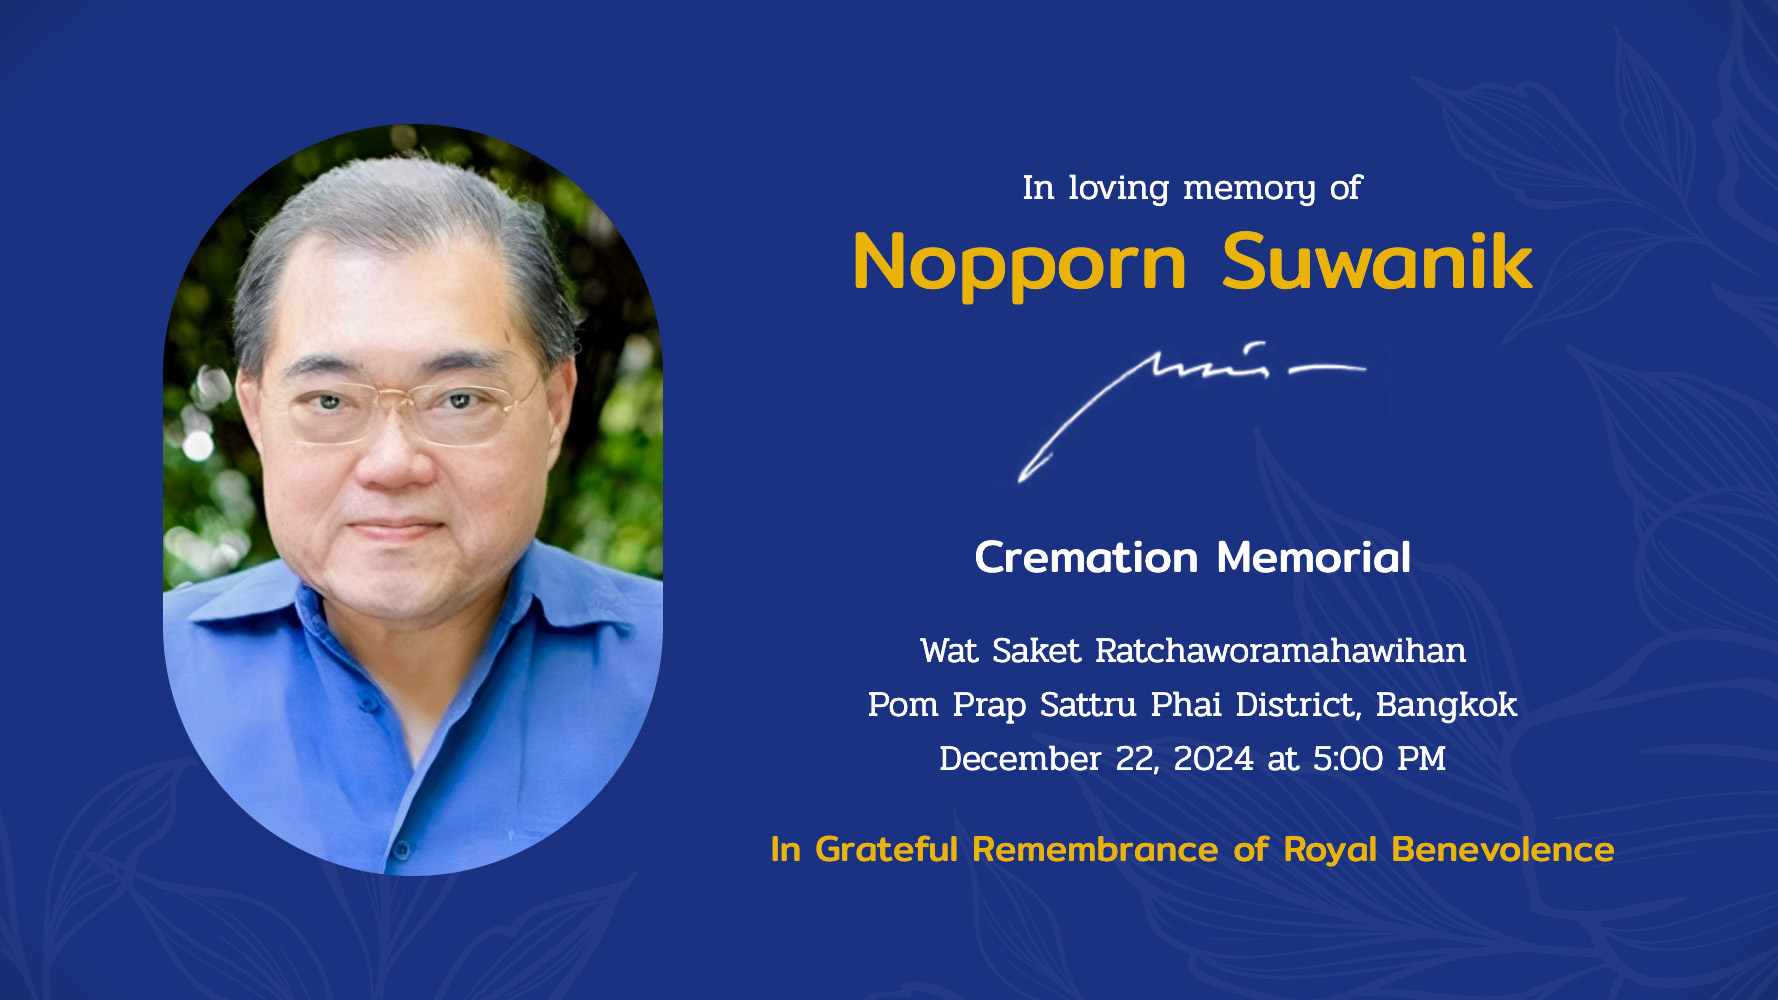 In loving memory of
Nopporn Suwanik
Cremation Memorial
Wat Saket Ratchaworamahawihan
Pom Prap Sattru Phai District, Bangkok
December 22, 2024 at 5:00 PM
In Grateful Remembrance of Royal Benevolence